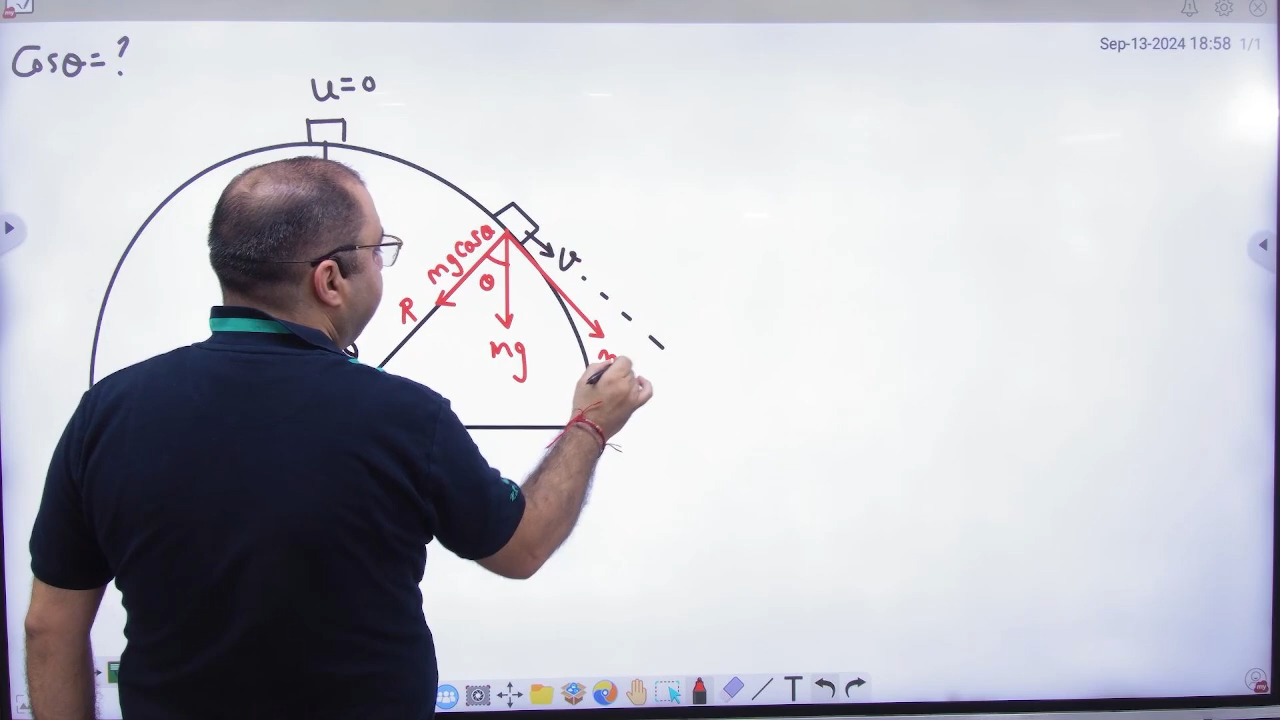 Sep-13-2024 18:58 1/1
Cosθ = ?
u=0
v
mgcosθ
θ
R
mg
T